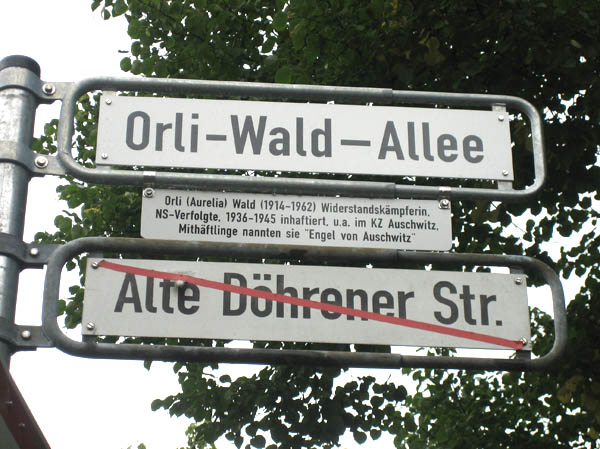 Orli-Wald-Allee
Orli (Aurelia) Wald (1914-1962) Widerstandskämpferin,
NS-Verfolgte, 1936-1945 inhaftiert, u.a. im KZ Auschwitz,
Mithäftlinge nannten sie "Engel von Auschwitz"
Alte Döhrener Str.